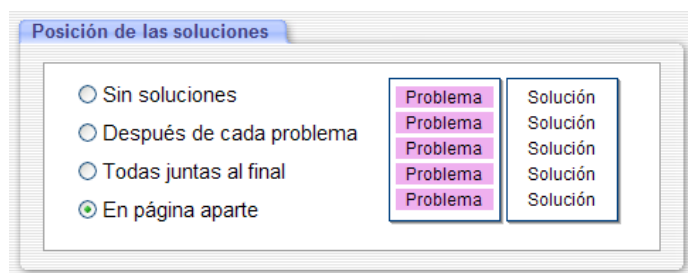 Posición de las soluciones
Sin soluciones
Después de cada problema
Todas juntas al final
En página aparte
Problema
Problema
Problema
Problema
Problema
Solución
Solución
Solución
Solución
Solución